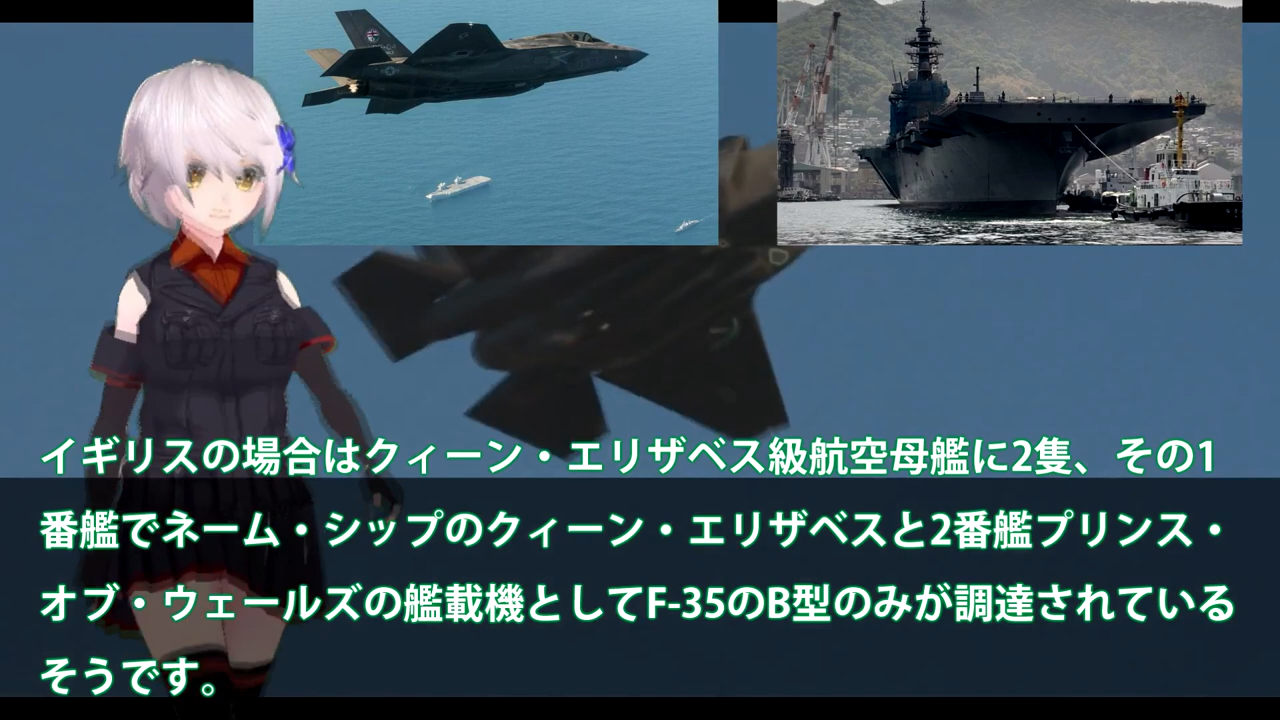 イギリスの場合はクィーン・エリザベス級航空母艦に2隻、その1
番艦でネーム・シップのクィーン・エリザベスと2番艦プリンス・
オブ・ウェールズの艦載機としてF-35のB型のみが調達されている
そうです。